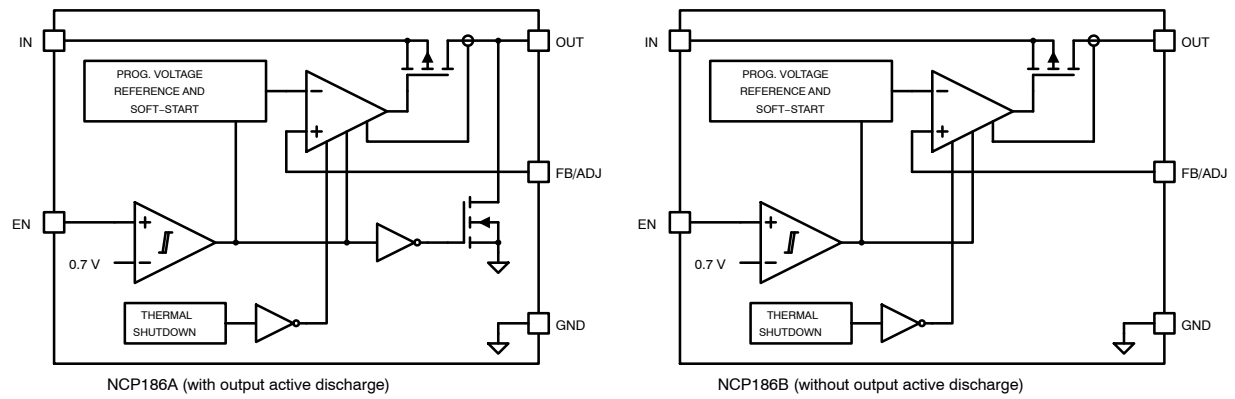 IN
OUT
PROG. VOLTAGE
REFERENCE AND
SOFT−START
−
+
FB/ADJ
EN
+
0.7 V
−
THERMAL
SHUTDOWN
GND
NCP186A (with output active discharge)
IN
OUT
PROG. VOLTAGE
REFERENCE AND
SOFT−START
−
+
FB/ADJ
EN
+
0.7 V
−
THERMAL
SHUTDOWN
GND
NCP186B (without output active discharge)